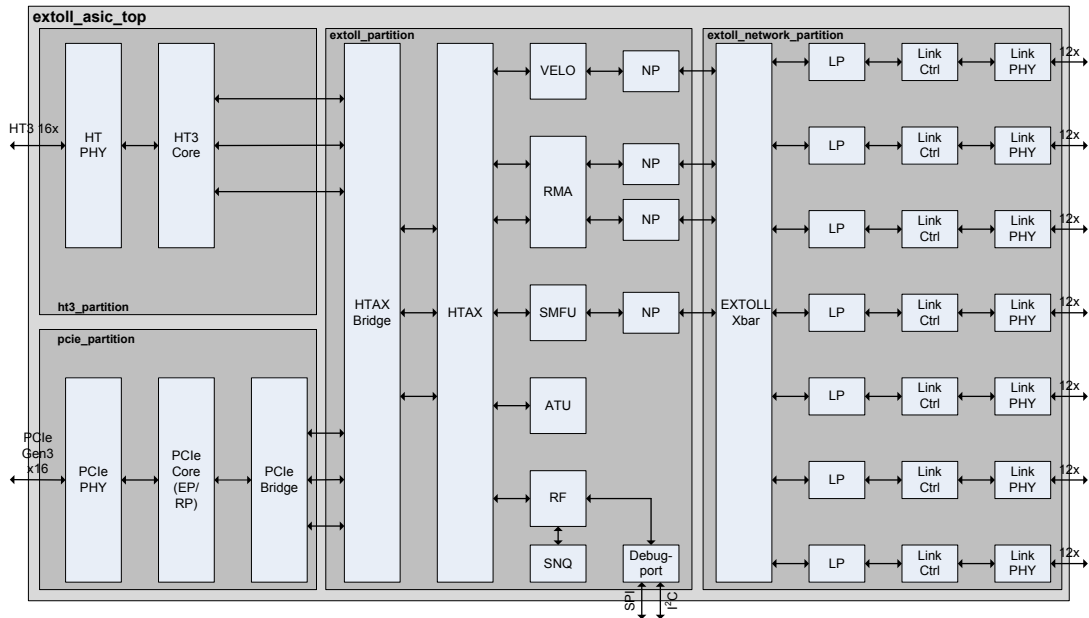 extoll_asic_top
ht3_partition
HT3 16x
HT
PHY
HT3
Core
pcie_partition
PCIe
Gen3
x16
PCIe
PHY
PCIe
Core
(EP/
RP)
PCIe
Bridge
extoll_partition
HTAX
Bridge
HTAX
VELO
NP
RMA
NP
NP
SMFU
NP
ATU
RF
SNQ
Debug-
port
SPI
I²C
extoll_network_partition
EXTOLL
Xbar
LP
Link
Ctrl
Link
PHY
12x
LP
Link
Ctrl
Link
PHY
12x
LP
Link
Ctrl
Link
PHY
12x
LP
Link
Ctrl
Link
PHY
12x
LP
Link
Ctrl
Link
PHY
12x
LP
Link
Ctrl
Link
PHY
12x
LP
Link
Ctrl
Link
PHY
12x